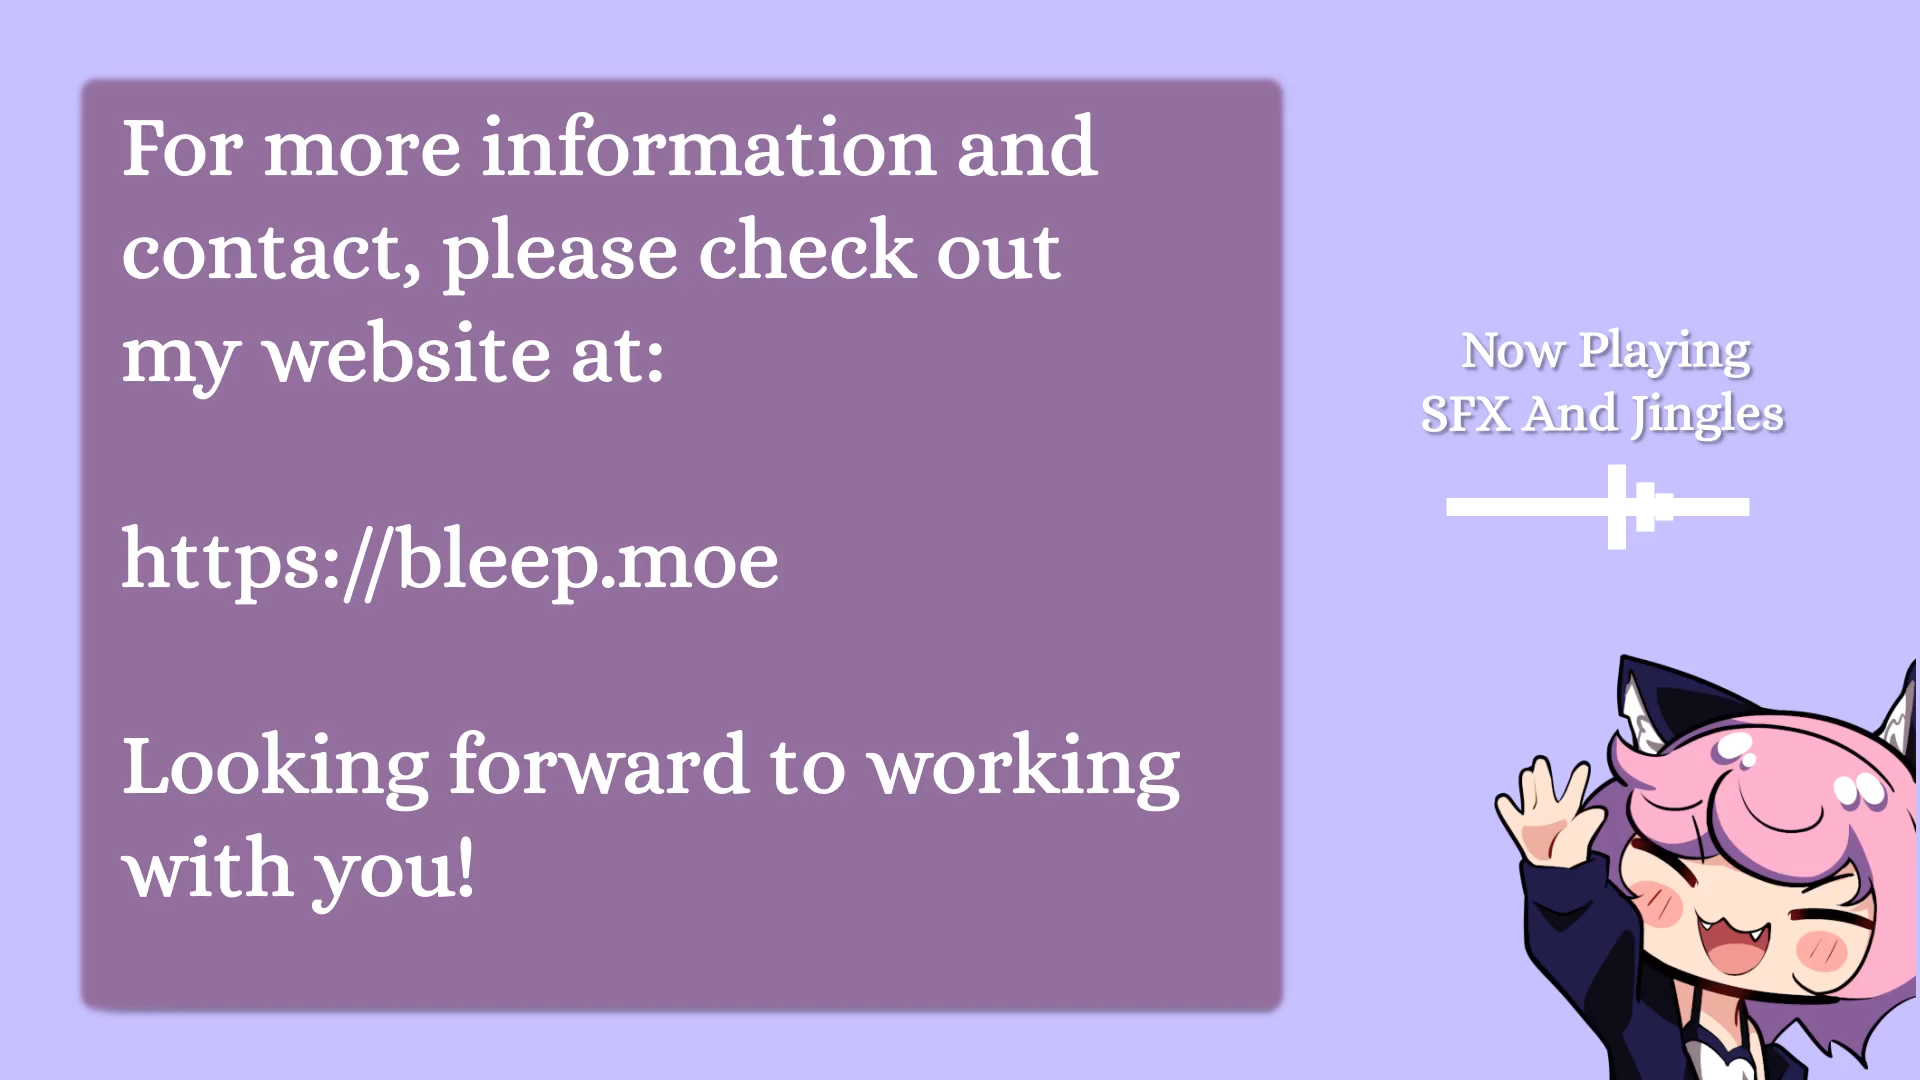 For more information and
contact, please check out
my website at:
https://bleep.moe
Looking forward to working
with you!
Now Playing
SFX And Jingles